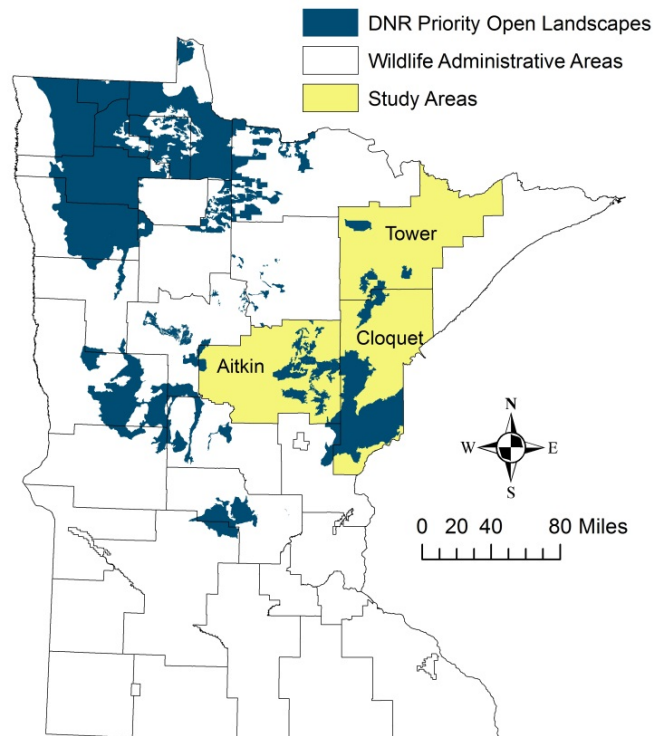 DNR Priority Open Landscapes
Wildlife Administrative Areas
Study Areas
Tower
Cloquet
Aitkin
N
W E
S
0 20 40 80 Miles